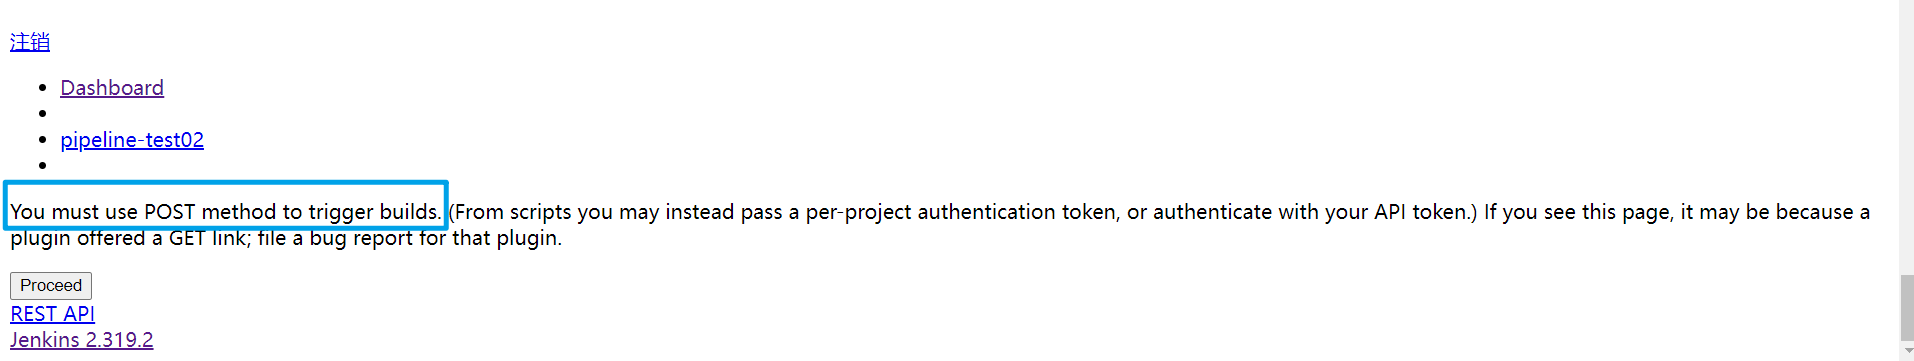 注销
Dashboard
pipeline-test02
You must use POST method to trigger builds. (From scripts you may instead pass a per-project authentication token, or authenticate with your API token.) If you see this page, it may be because a
plugin offered a GET link; file a bug report for that plugin.
Proceed
REST API
Jenkins 2.319.2